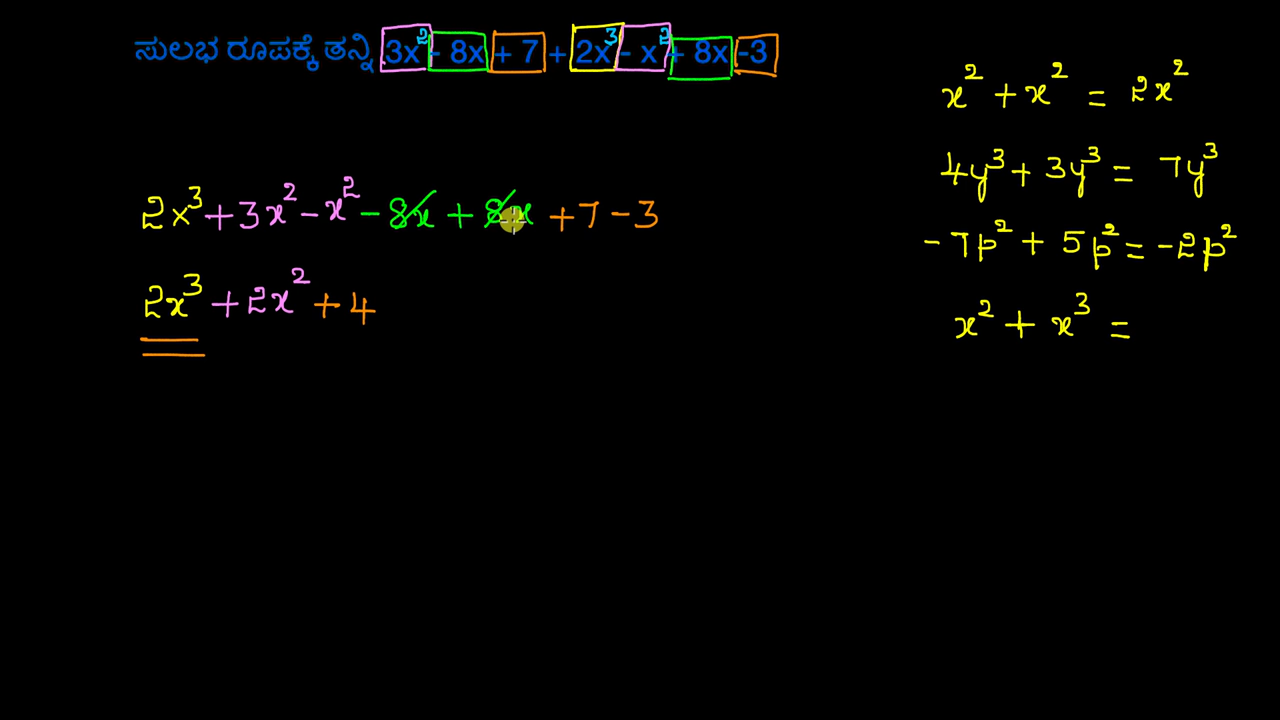 ಸುಲಭ ರೂಪಕ್ಕೆ ತನ್ನಿ 3x² - 8x + 7 + 2x³ - x² + 8x -3
2x³ + 3x² - x² - 8x + 8x + 7 - 3
2x³ + 2x² + 4
x² + x² = 2x²
4y³ + 3y³ = 7y³
-7p² + 5p² = -2p²
x² + x³ =